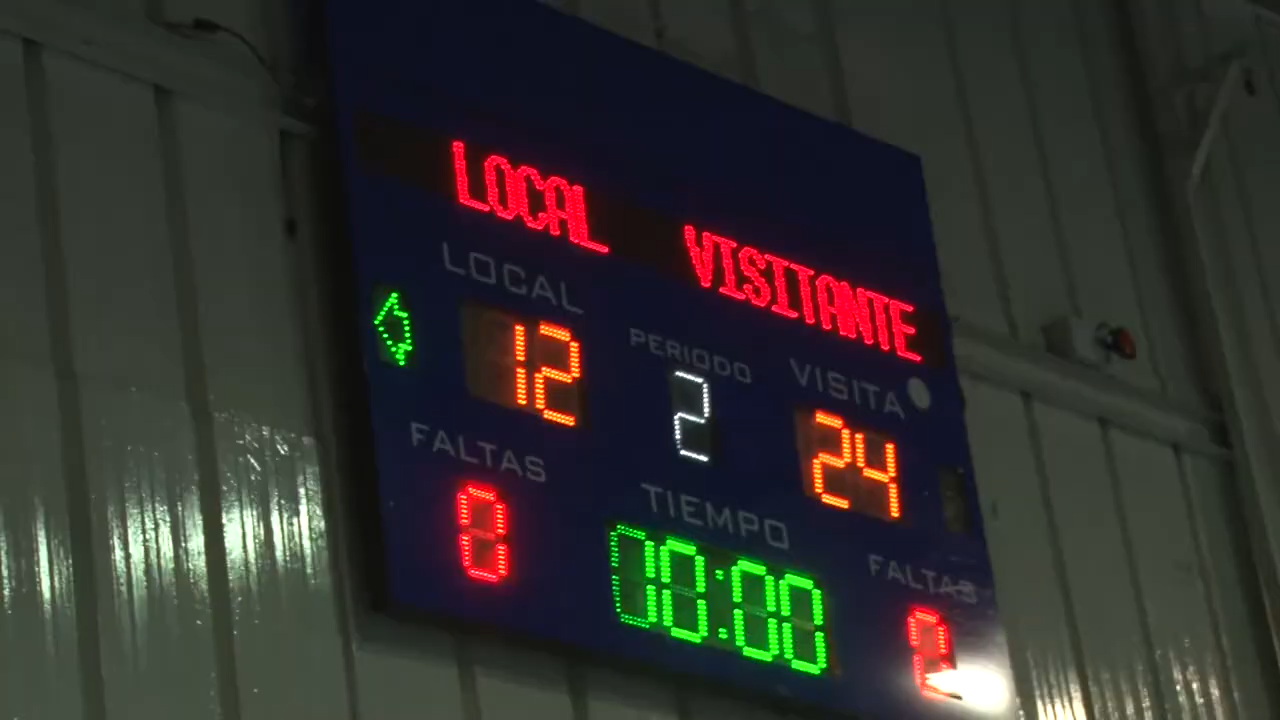 LOCAL VISITANTE
LOCAL
PERIODO
VISITA
12
2
24
FALTAS
TIEMPO
FALTAS
0
00:00